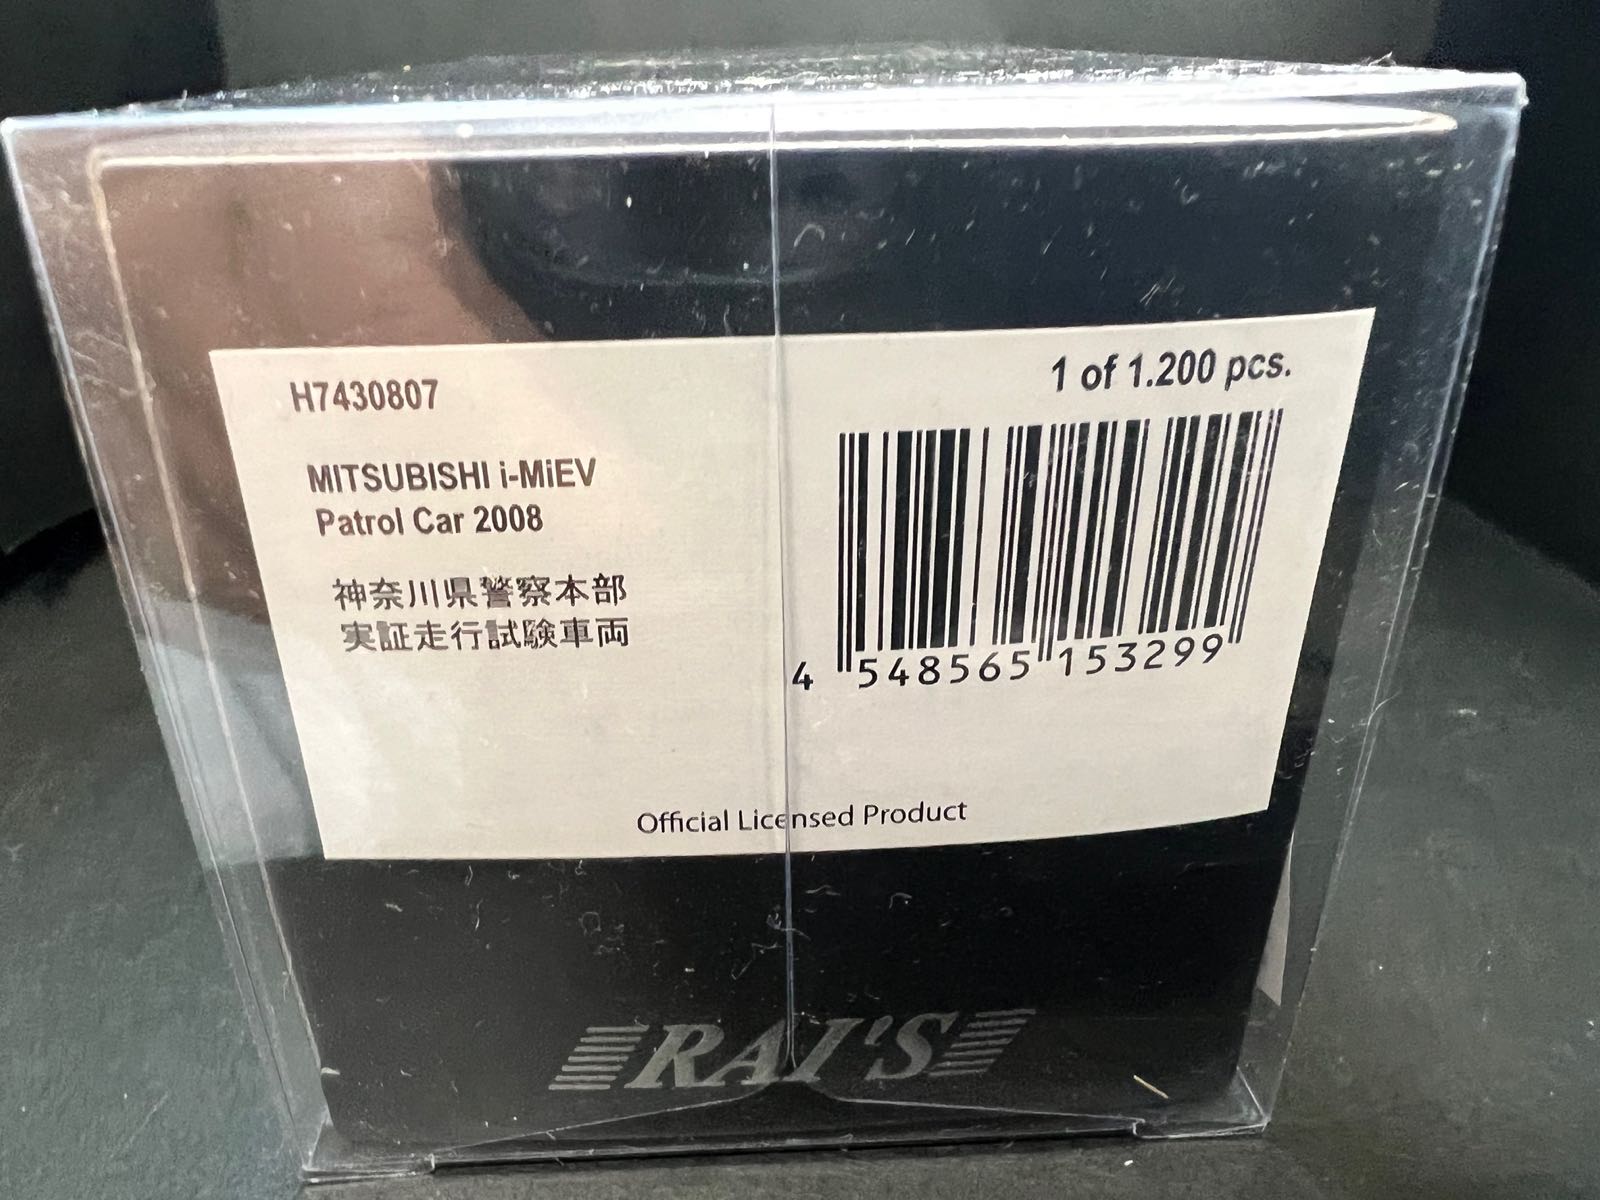 H7430807
1 of 1.200 pcs.
MITSUBISHI i-MiEV
Patrol Car 2008
神奈川県警察本部
実証走行試験車両
4 548565 153299
Official Licensed Product
RAI'S